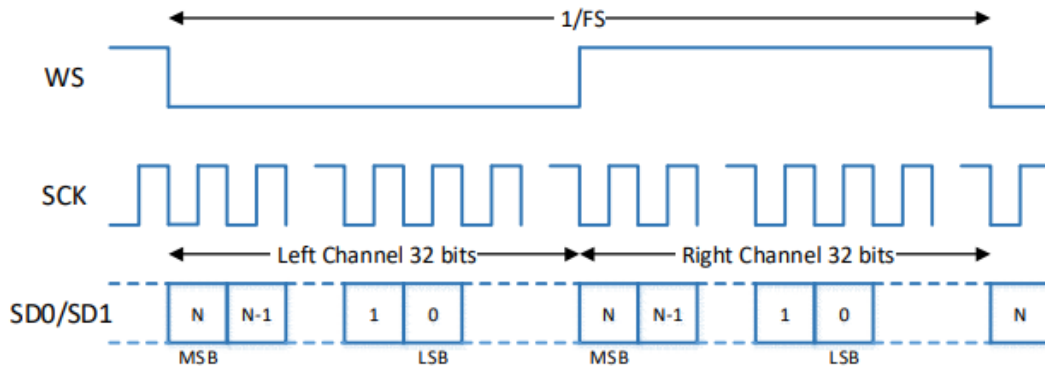 1/FS
WS
SCK
Left Channel 32 bits Right Channel 32 bits
SD0/SD1 N N-1 1 0 N N-1 1 0 N
MSB LSB MSB LSB